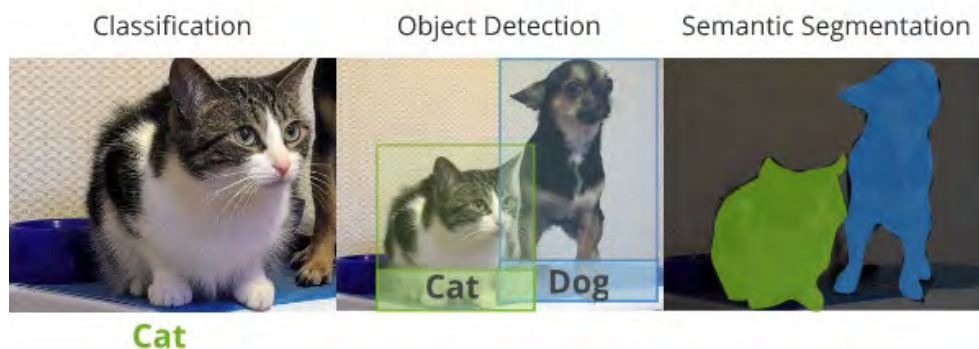 Classification
Object Detection
Semantic Segmentation
Cat
Dog
Cat